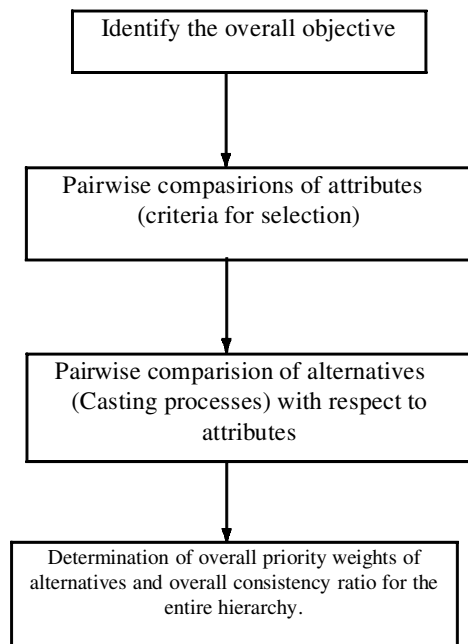 Identify the overall objective
Pairwise compasirions of attributes
(criteria for selection)
Pairwise comparision of alternatives
(Casting processes) with respect to
attributes
Determination of overall priority weights of
alternatives and overall consistency ratio for the
entire hierarchy.